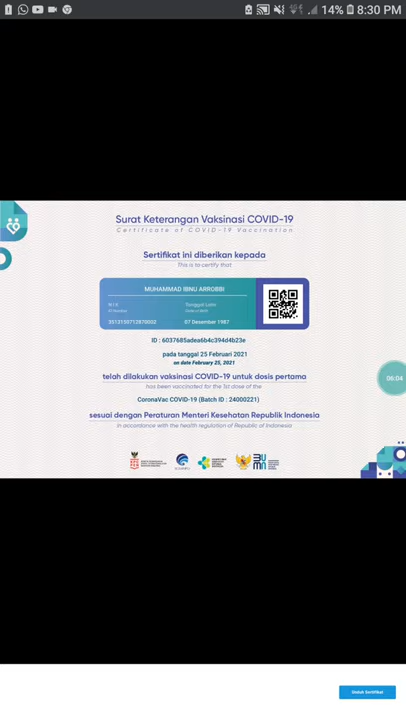 14% 8:30 PM
Surat Keterangan Vaksinasi COVID-19
Certificate of COVID-19 Vaccination
Sertifikat ini diberikan kepada
This is to certify that
MUHAMMAD IBNU ARROBBI
N I K Tanggal Lahir
ID Number Date of Birth
3513150712870002 07 Desember 1987
ID : 6037685adea6b4c394d4b23e
pada tanggal 25 Februari 2021
on date February 25, 2021
06:04
telah dilakukan vaksinasi COVID-19 untuk dosis pertama
has been vaccinated for the 1st dose of the
CoronaVac COVID-19 (Batch ID : 24000221)
sesuai dengan Peraturan Menteri Kesehatan Republik Indonesia
in accordance with the health regulation of Republic of Indonesia
Unduh Sertifikat